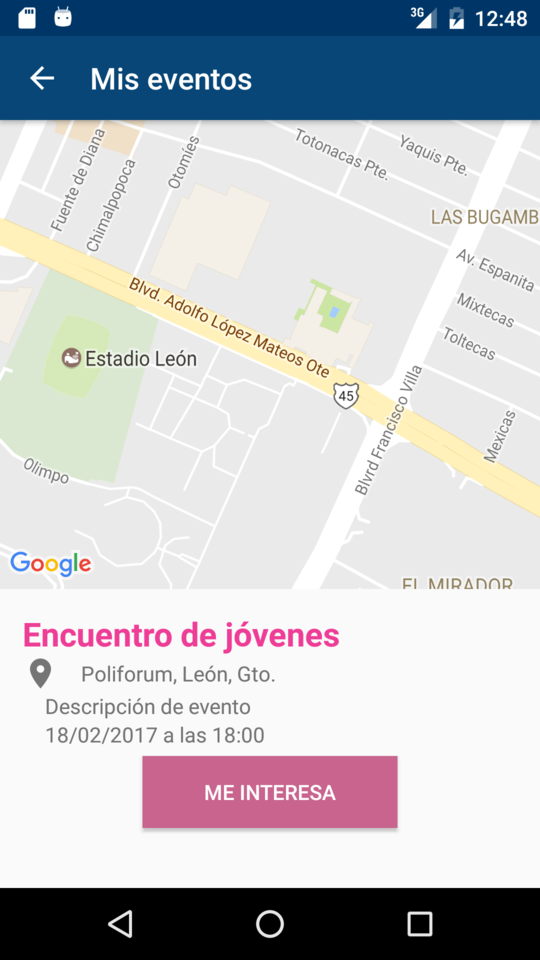 3G
12:48
Mis eventos
Fuente de Diana
Chimalpopoca
Otomíes
Totonacas Pte.
Yaquis Pte.
LAS BUGAMB
Av. Espanita
Mixtecas
Toltecas
Blvd. Adolfo López Mateos Ote
Estadio León
45
Blvrd Francisco Villa
Mexicas
Olimpo
Google
EL MIRADOR
Encuentro de jóvenes
Poliforum, León, Gto.
Descripción de evento
18/02/2017 a las 18:00
ME INTERESA